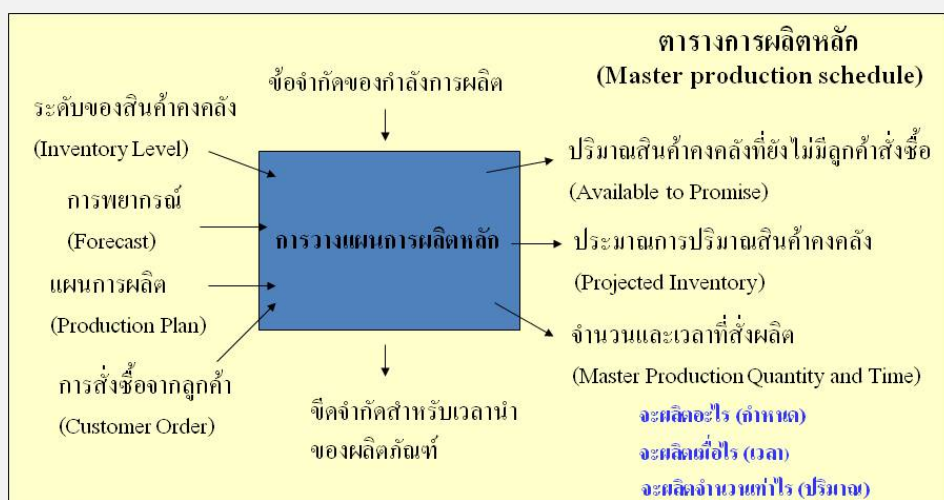 ตารางการผลิตหลัก
(Master production schedule)
ข้อจำกัดของกำลังการผลิต
ระดับของสินค้าคงคลัง
(Inventory Level)
การพยากรณ์
(Forecast)
แผนการผลิต
(Production Plan)
การสั่งซื้อจากลูกค้า
(Customer Order)
การวางแผนการผลิตหลัก
ขีดจำกัดสำหรับเวลานำ
ของผลิตภัณฑ์
ปริมาณสินค้าคงคลังที่ยังไม่มีลูกค้าสั่งซื้อ
(Available to Promise)
ประมาณการปริมาณสินค้าคงคลัง
(Projected Inventory)
จำนวนและเวลาที่สั่งผลิต
(Master Production Quantity and Time)
จะผลิตอะไร (กำหนด)
จะผลิตเมื่อไร (เวลา)
จะผลิตจำนวนเท่าไร (ปริมาณ)